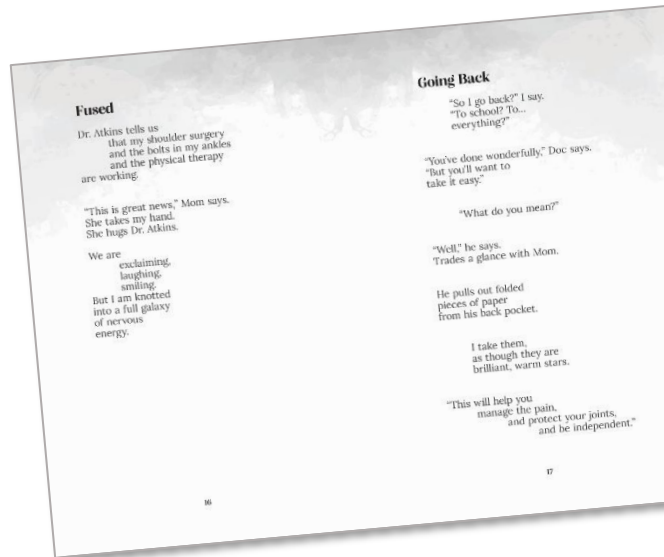 Fused
Dr. Atkins tells us
that my shoulder surgery
and the bolts in my ankles
and the physical therapy
are working.
“This is great news,” Mom says.
She takes my hand.
She hugs Dr. Atkins.
We are
exclaiming,
laughing,
smiling.
But I am knotted
into a full galaxy
of nervous
energy.
16
Going Back
“So I go back?” I say.
“To school? To...
everything?”
“You’ve done wonderfully,” Doc says.
“But you’ll want to
take it easy.”
“What do you mean?”
“Well,” he says.
Trades a glance with Mom.
He pulls out folded
pieces of paper
from his back pocket.
I take them,
as though they are
brilliant, warm stars.
“This will help you
manage the pain,
and protect your joints,
and be independent.”
17